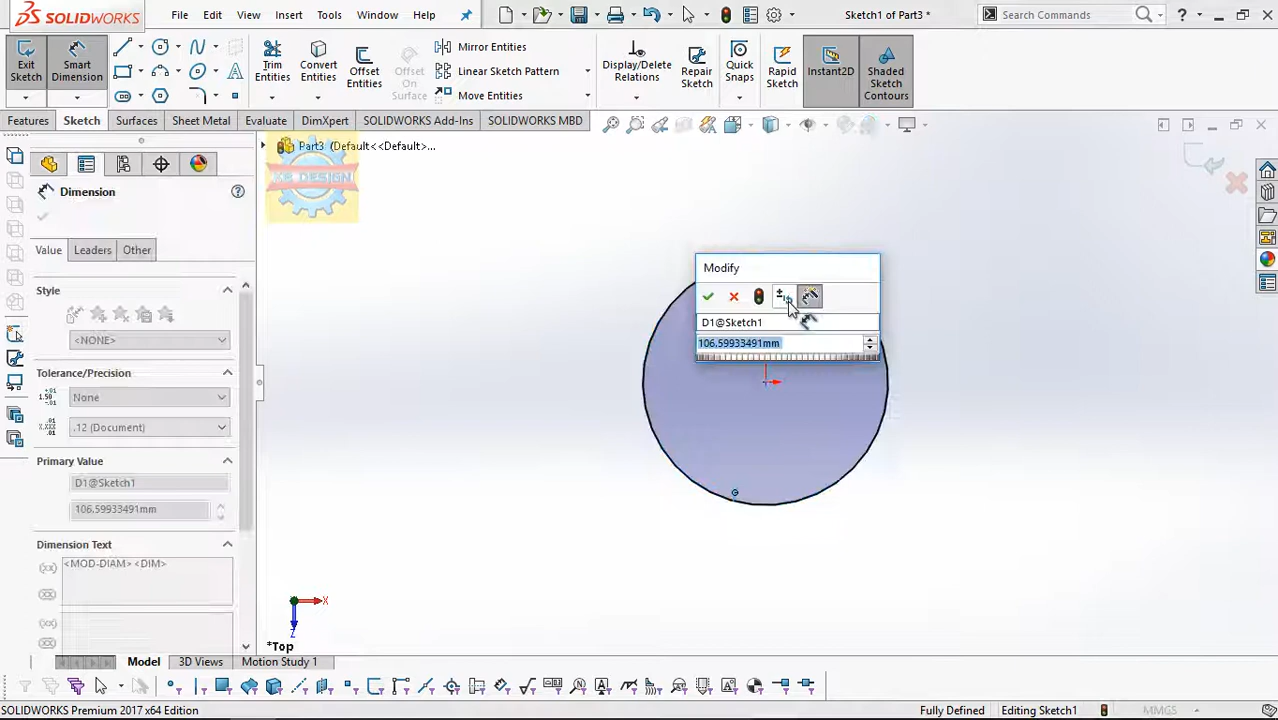 SOLIDWORKS
File Edit View Insert Tools Window Help
Sketch1 of Part3 *
Search Commands
?
Exit Sketch
Smart Dimension
Trim Entities
Convert Entities
Offset Entities
Offset On Surface
Mirror Entities
Linear Sketch Pattern
Move Entities
Display/Delete Relations
Repair Sketch
Quick Snaps
Rapid Sketch
Instant2D
Shaded Sketch Contours
Features Sketch Surfaces Sheet Metal Evaluate DimXpert SOLIDWORKS Add-Ins SOLIDWORKS MBD
Part3 (Default<<Default>...
KB DESIGN
Dimension
Value Leaders Other
Style
<NONE>
Tolerance/Precision
None
.12 (Document)
Primary Value
D1@Sketch1
106.59933491mm
Dimension Text
<MOD-DIAM> <DIM>
Modify
D1@Sketch1
106.59933491mm
X
Z
*Top
Model 3D Views Motion Study 1
SOLIDWORKS Premium 2017 x64 Edition
Fully Defined Editing Sketch1 MMGS